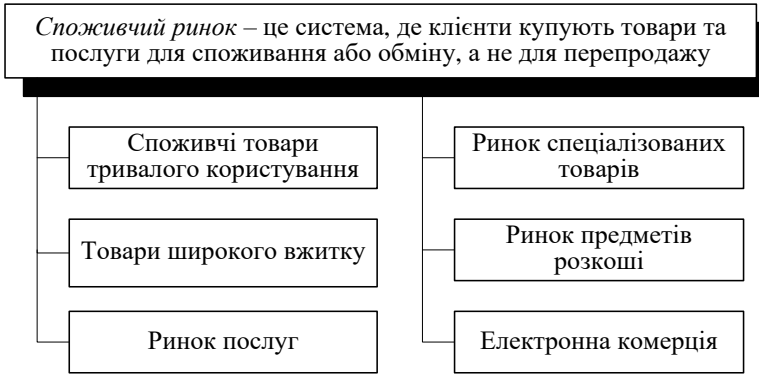 Споживчий ринок – це система, де клієнти купують товари та
послуги для споживання або обміну, а не для перепродажу
Споживчі товари
тривалого користування
Товари широкого вжитку
Ринок послуг
Ринок спеціалізованих
товарів
Ринок предметів
розкоші
Електронна комерція